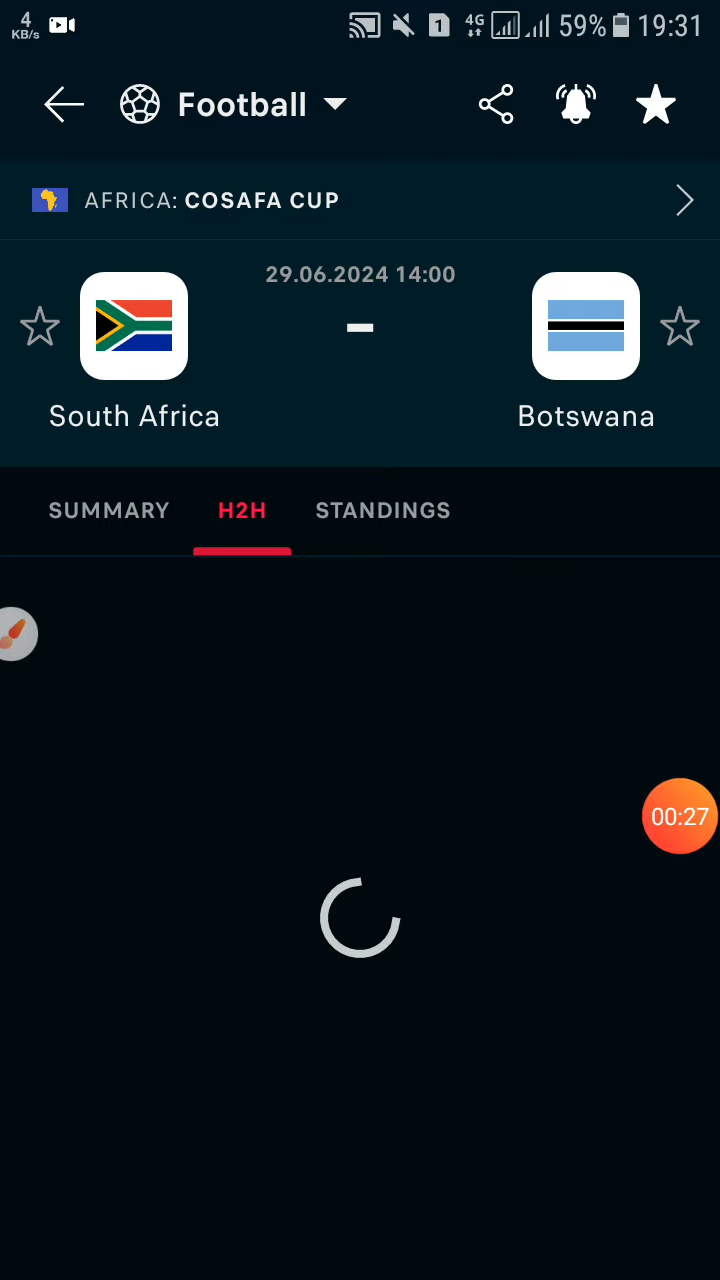 4
KB/s
1
4G
59%
19:31
Football
AFRICA: COSAFA CUP
29.06.2024 14:00
-
South Africa
Botswana
SUMMARY
H2H
STANDINGS
00:27